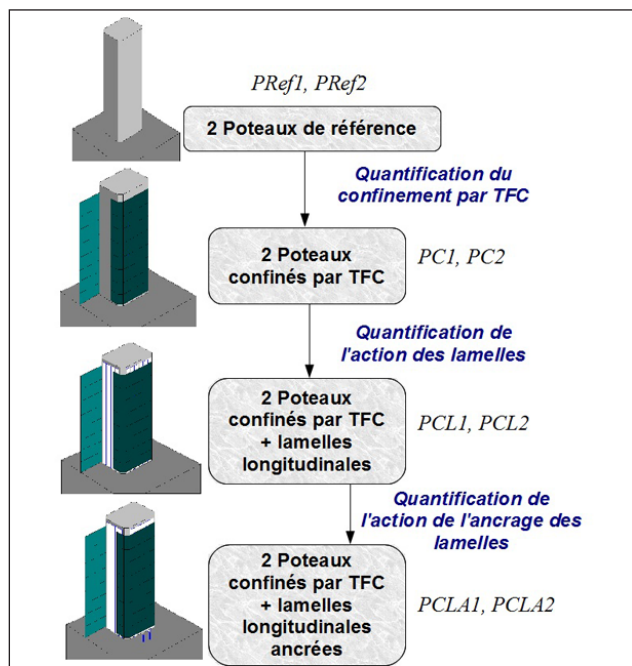 PRef1, PRef2
2 Poteaux de référence
Quantification du
confinement par TFC
2 Poteaux
confinés par TFC
PC1, PC2
Quantification de
l'action des lamelles
2 Poteaux
confinés par TFC
+ lamelles
longitudinales
PCL1, PCL2
Quantification de
l'action de l'ancrage des
lamelles
2 Poteaux
confinés par TFC
+ lamelles
longitudinales
ancrées
PCLA1, PCLA2